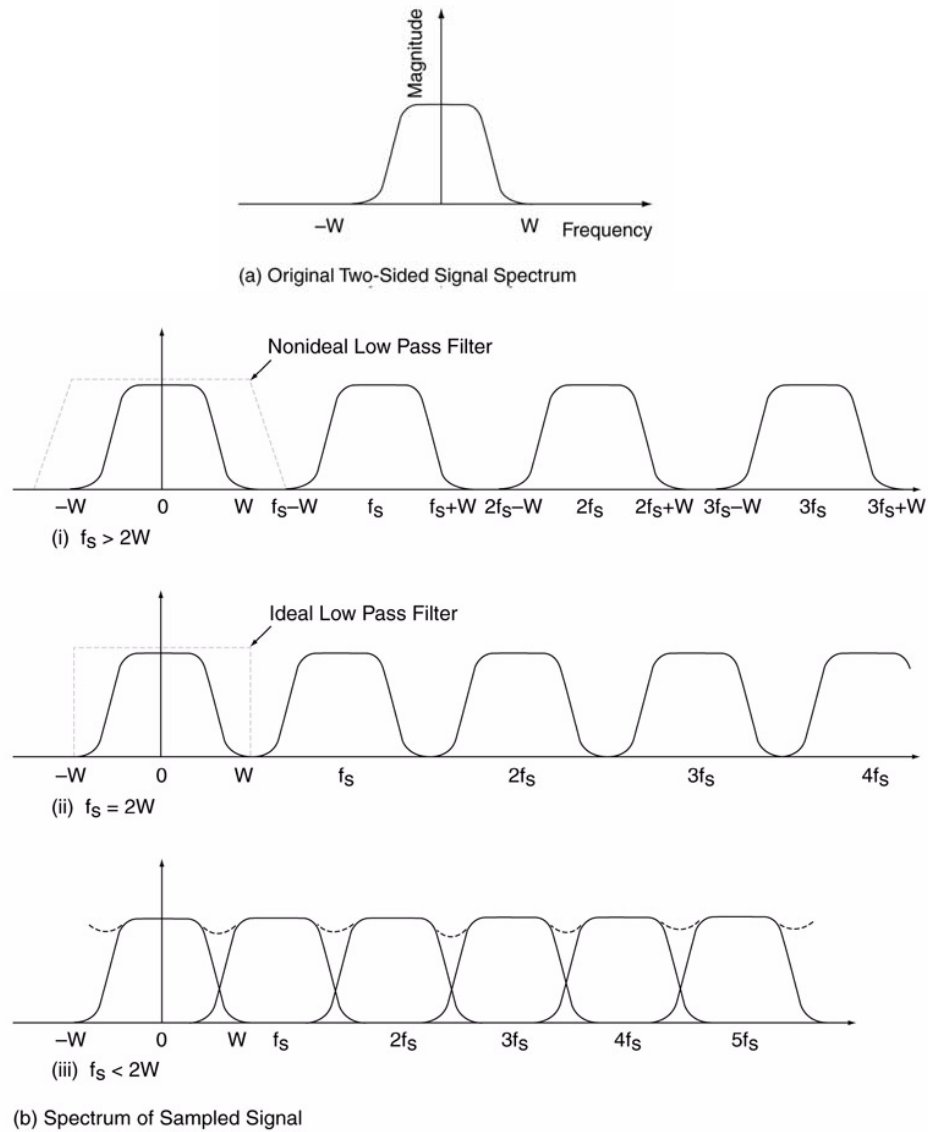 Magnitude
–W
W
Frequency
(a) Original Two-Sided Signal Spectrum
Nonideal Low Pass Filter
–W 0 W fS–W fS fS+W 2fS–W 2fS 2fS+W 3fS–W 3fS 3fS+W
(i) fS > 2W
Ideal Low Pass Filter
–W 0 W fS 2fS 3fS 4fS
(ii) fS = 2W
–W 0 W fS 2fS 3fS 4fS 5fS
(iii) fS < 2W
(b) Spectrum of Sampled Signal